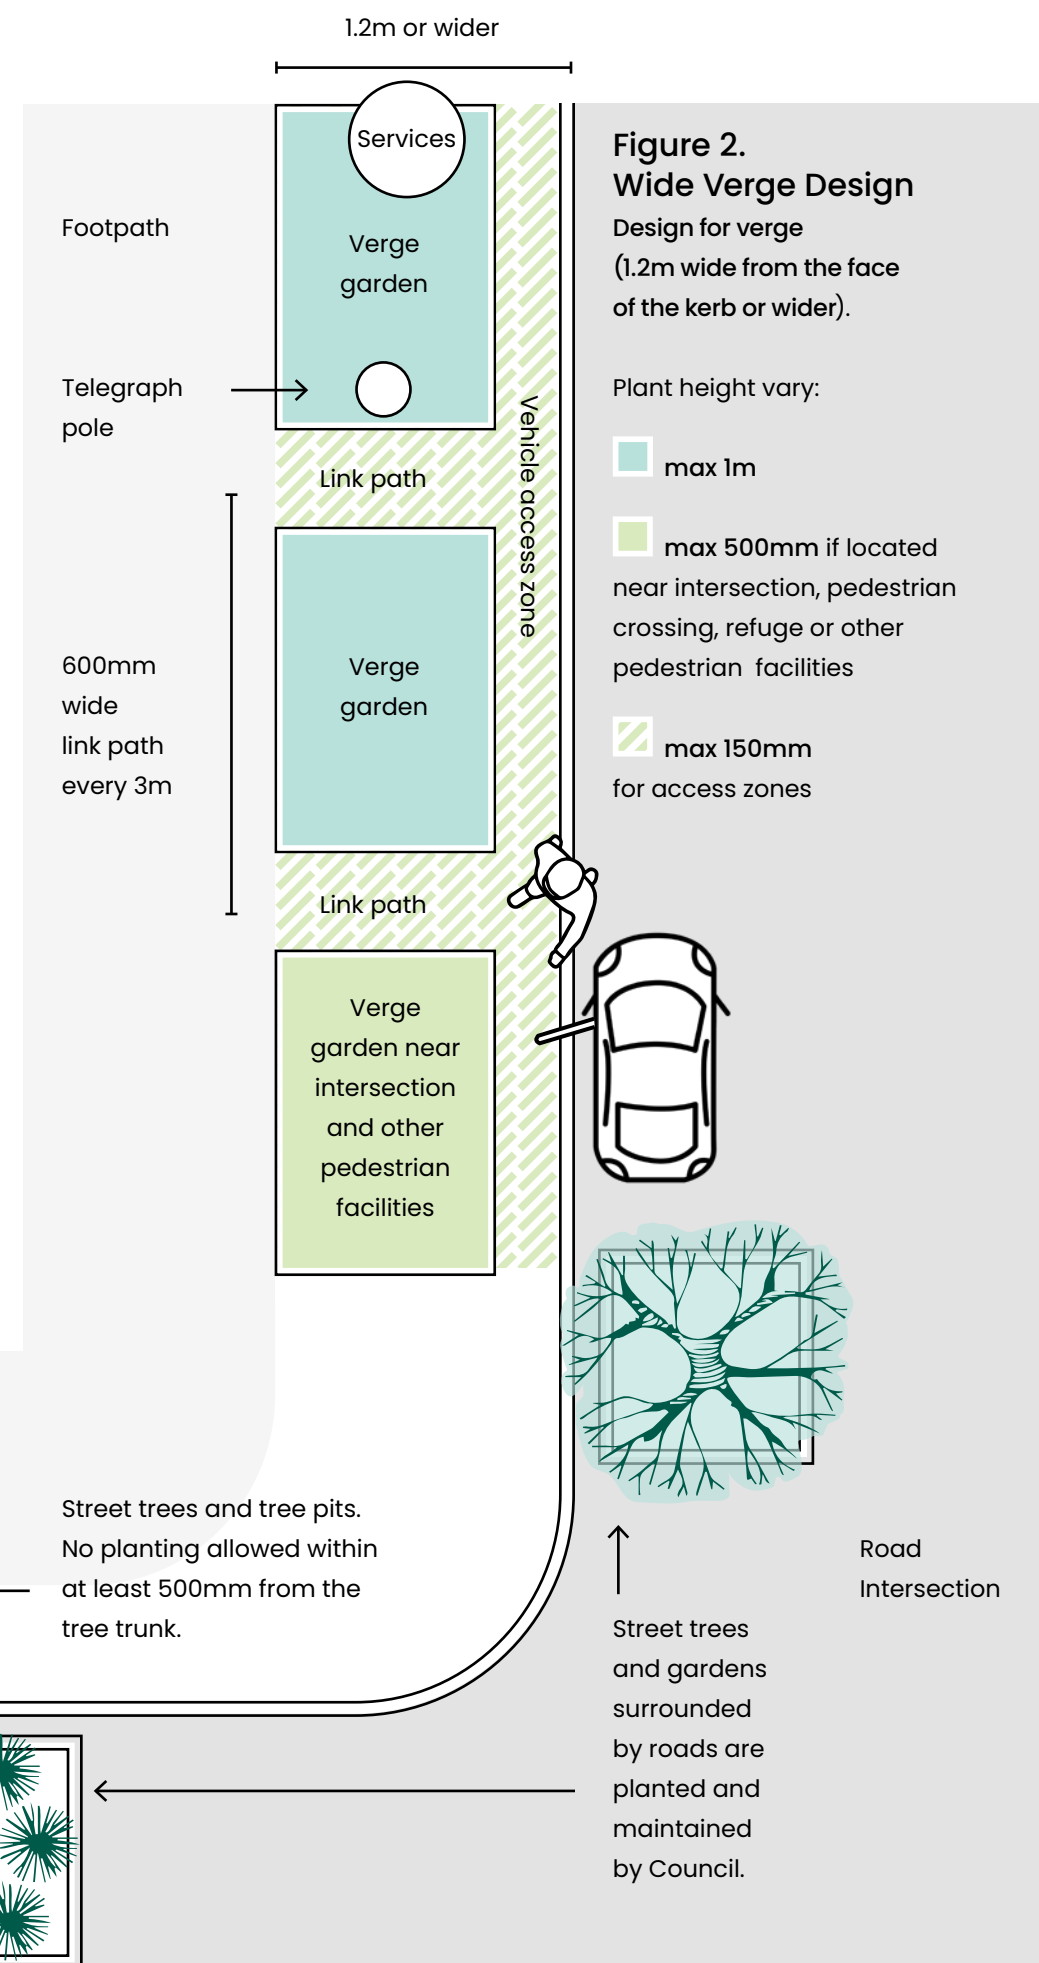 1.2m or wider
Services
Footpath
Verge
garden
Telegraph
pole
Link path
Vehicle access zone
600mm
wide
link path
every 3m
Verge
garden
Link path
Verge
garden near
intersection
and other
pedestrian
facilities
Figure 2.
Wide Verge Design
Design for verge
(1.2m wide from the face
of the kerb or wider).
Plant height vary:
max 1m
max 500mm if located
near intersection, pedestrian
crossing, refuge or other
pedestrian facilities
max 150mm
for access zones
Street trees and tree pits.
No planting allowed within
at least 500mm from the
tree trunk.
Road
Intersection
Street trees
and gardens
surrounded
by roads are
planted and
maintained
by Council.